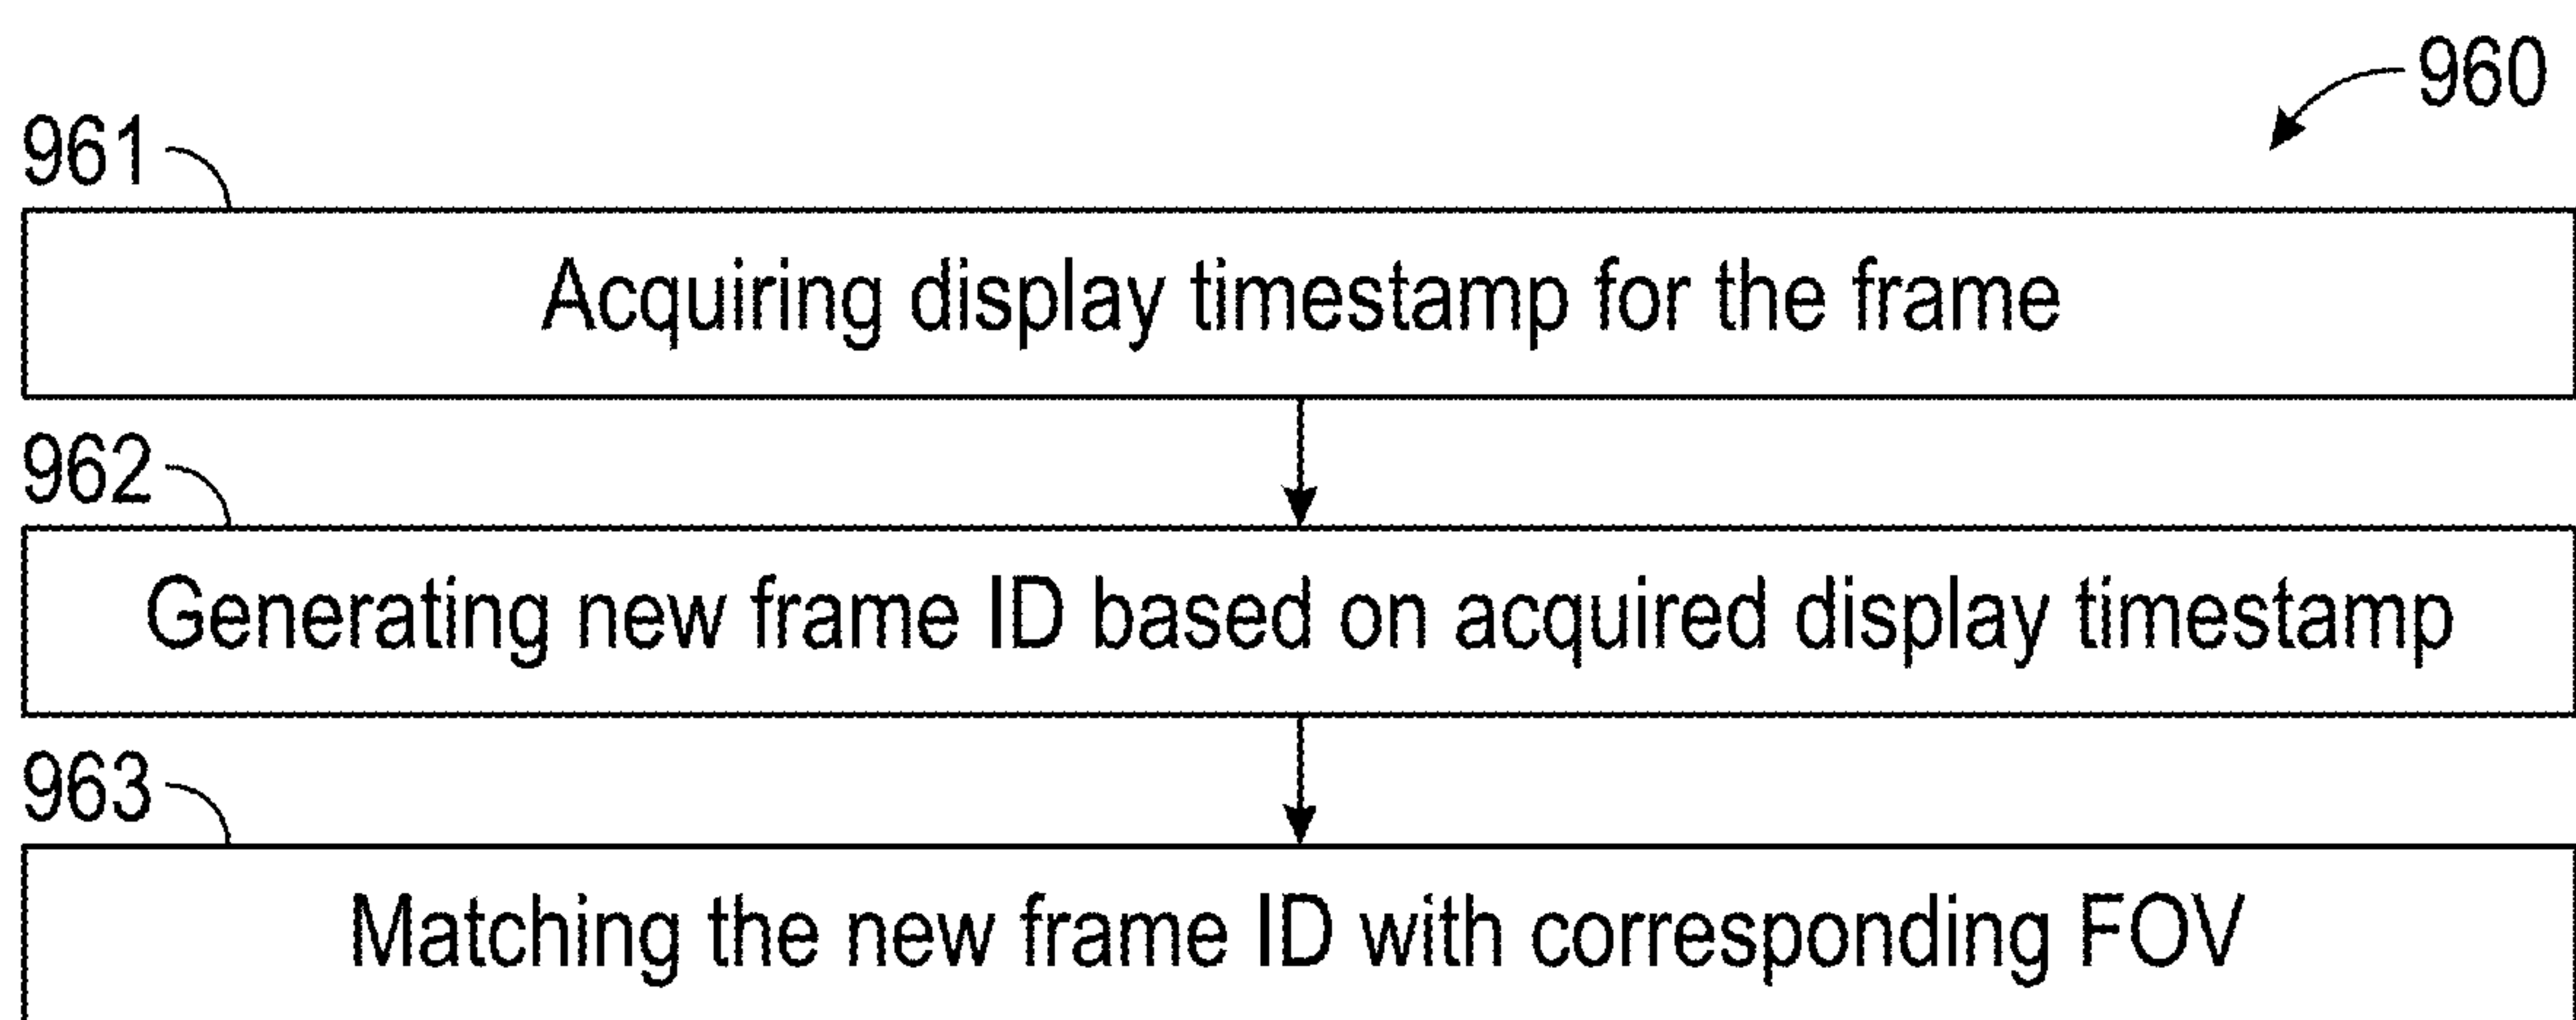 960
961
Acquiring display timestamp for the frame
962
Generating new frame ID based on acquired display timestamp
963
Matching the new frame ID with corresponding FOV